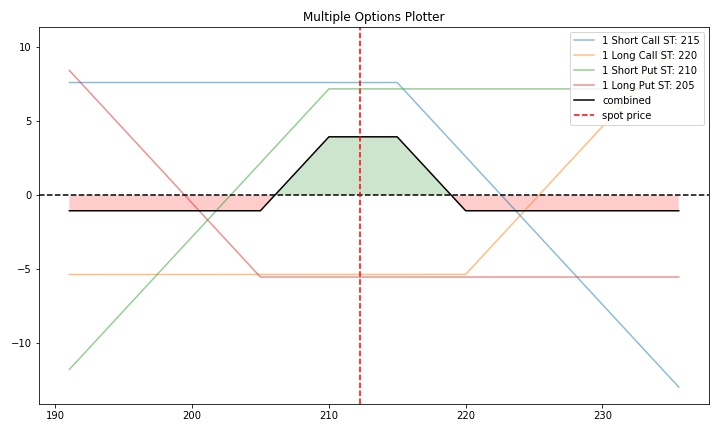 Multiple Options Plotter
10
5
0
−5
−10
190
200
210
220
230
1 Short Call ST: 215
1 Long Call ST: 220
1 Short Put ST: 210
1 Long Put ST: 205
combined
spot price